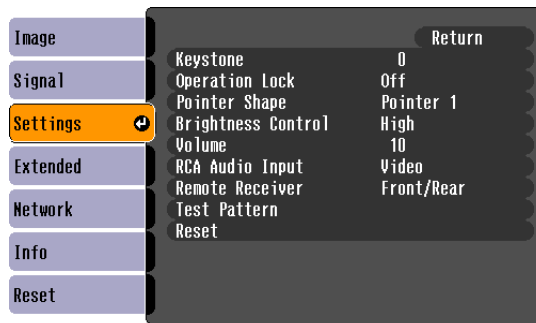 Image
Signal
Settings
Extended
Network
Info
Reset
Return
Keystone 0
Operation Lock Off
Pointer Shape Pointer 1
Brightness Control High
Volume 10
RCA Audio Input Video
Remote Receiver Front/Rear
Test Pattern
Reset